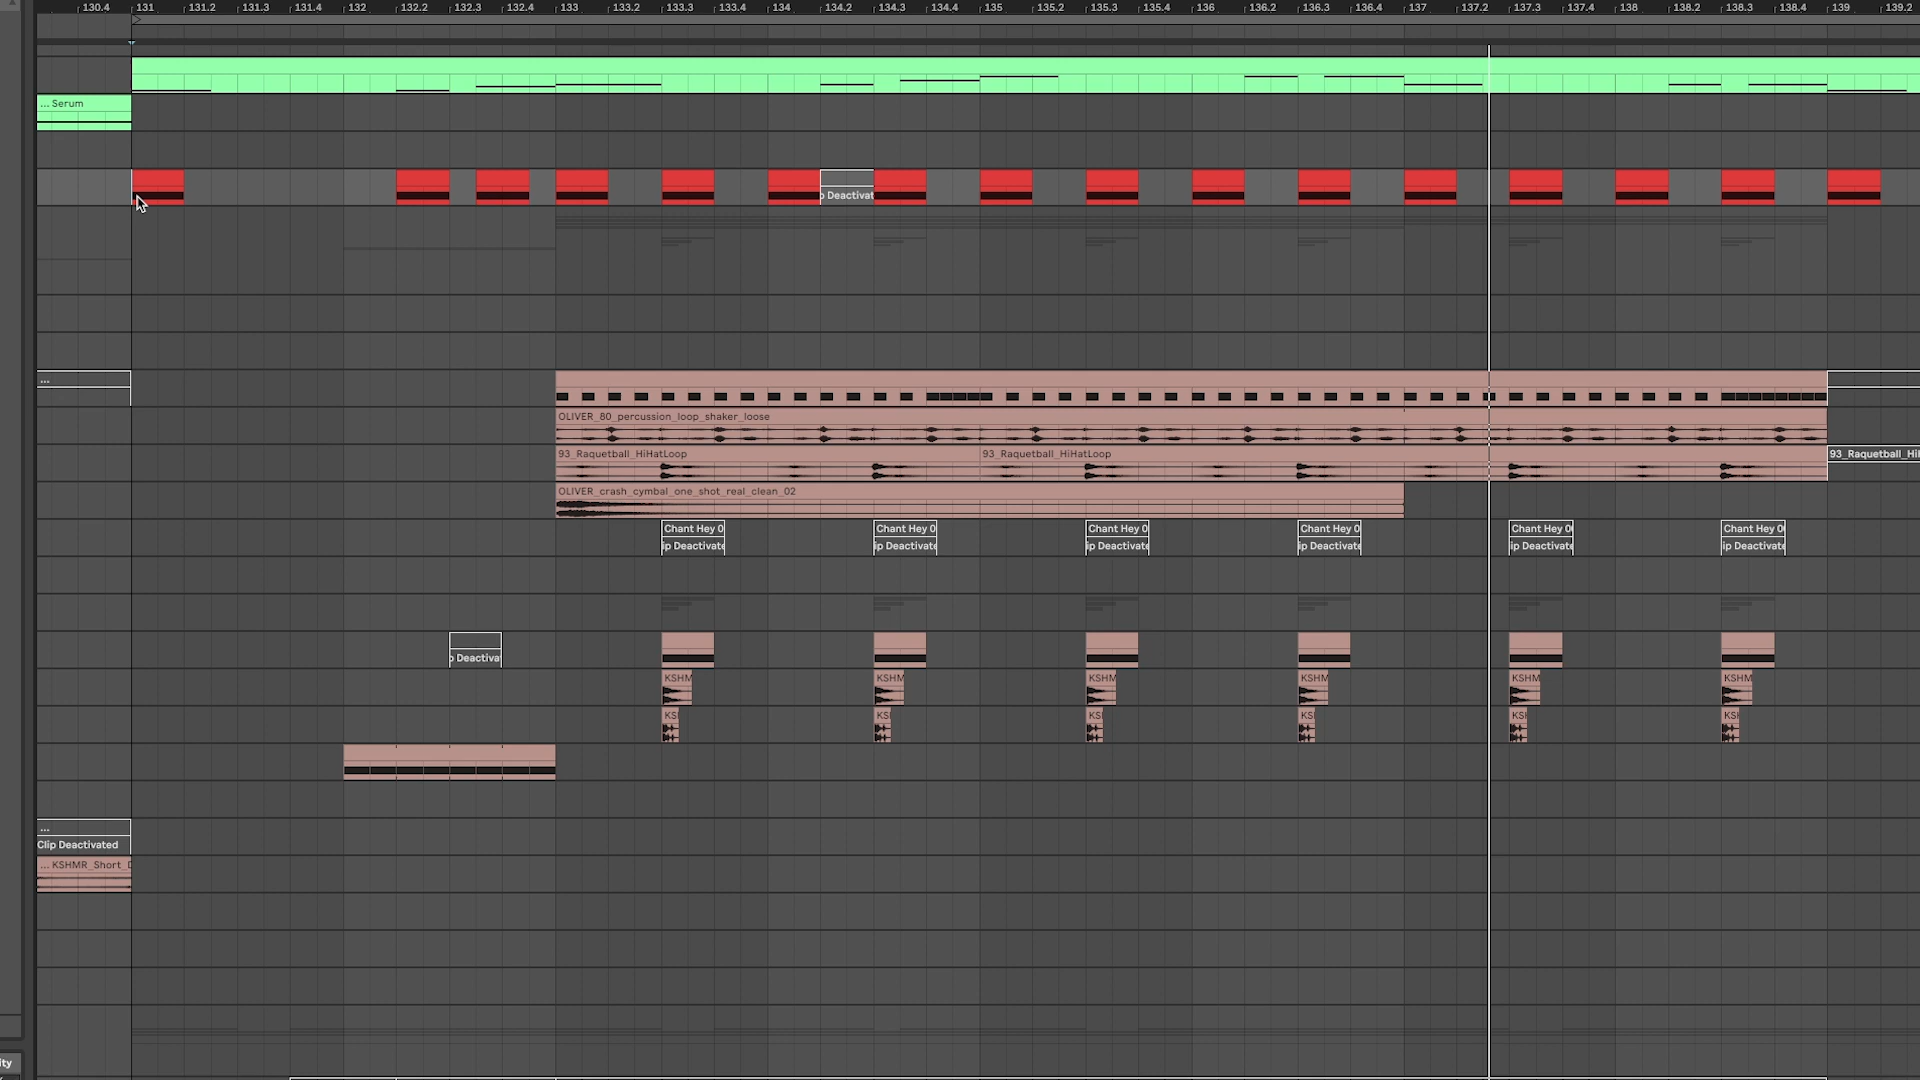 130.4 131 131.2 131.3 131.4 132 132.2 132.3 132.4 133 133.2 133.3 133.4 134 134.2 134.3 134.4 135 135.2 135.3 135.4 136 136.2 136.3 136.4 137 137.2 137.3 137.4 138 138.2 138.3 138.4 139 139.2
... Serum
Deactivat
...
OLIVER_80_percussion_loop_shaker_loose
93_Raquetball_HiHatLoop 93_Raquetball_HiHatLoop 93_Raquetball_Hi
OLIVER_crash_cymbal_one_shot_real_clean_02
Chant Hey 0 Chant Hey 0 Chant Hey 0 Chant Hey 0 Chant Hey 0 Chant Hey 0
ip Deactivate ip Deactivate ip Deactivate ip Deactivate ip Deactivate ip Deactivate
Deactiva
KSHM KSHM KSHM KSHM KSHM KSHM
KS KS KS KS KS KS
...
Clip Deactivated
... KSHMR_Short_D
ity